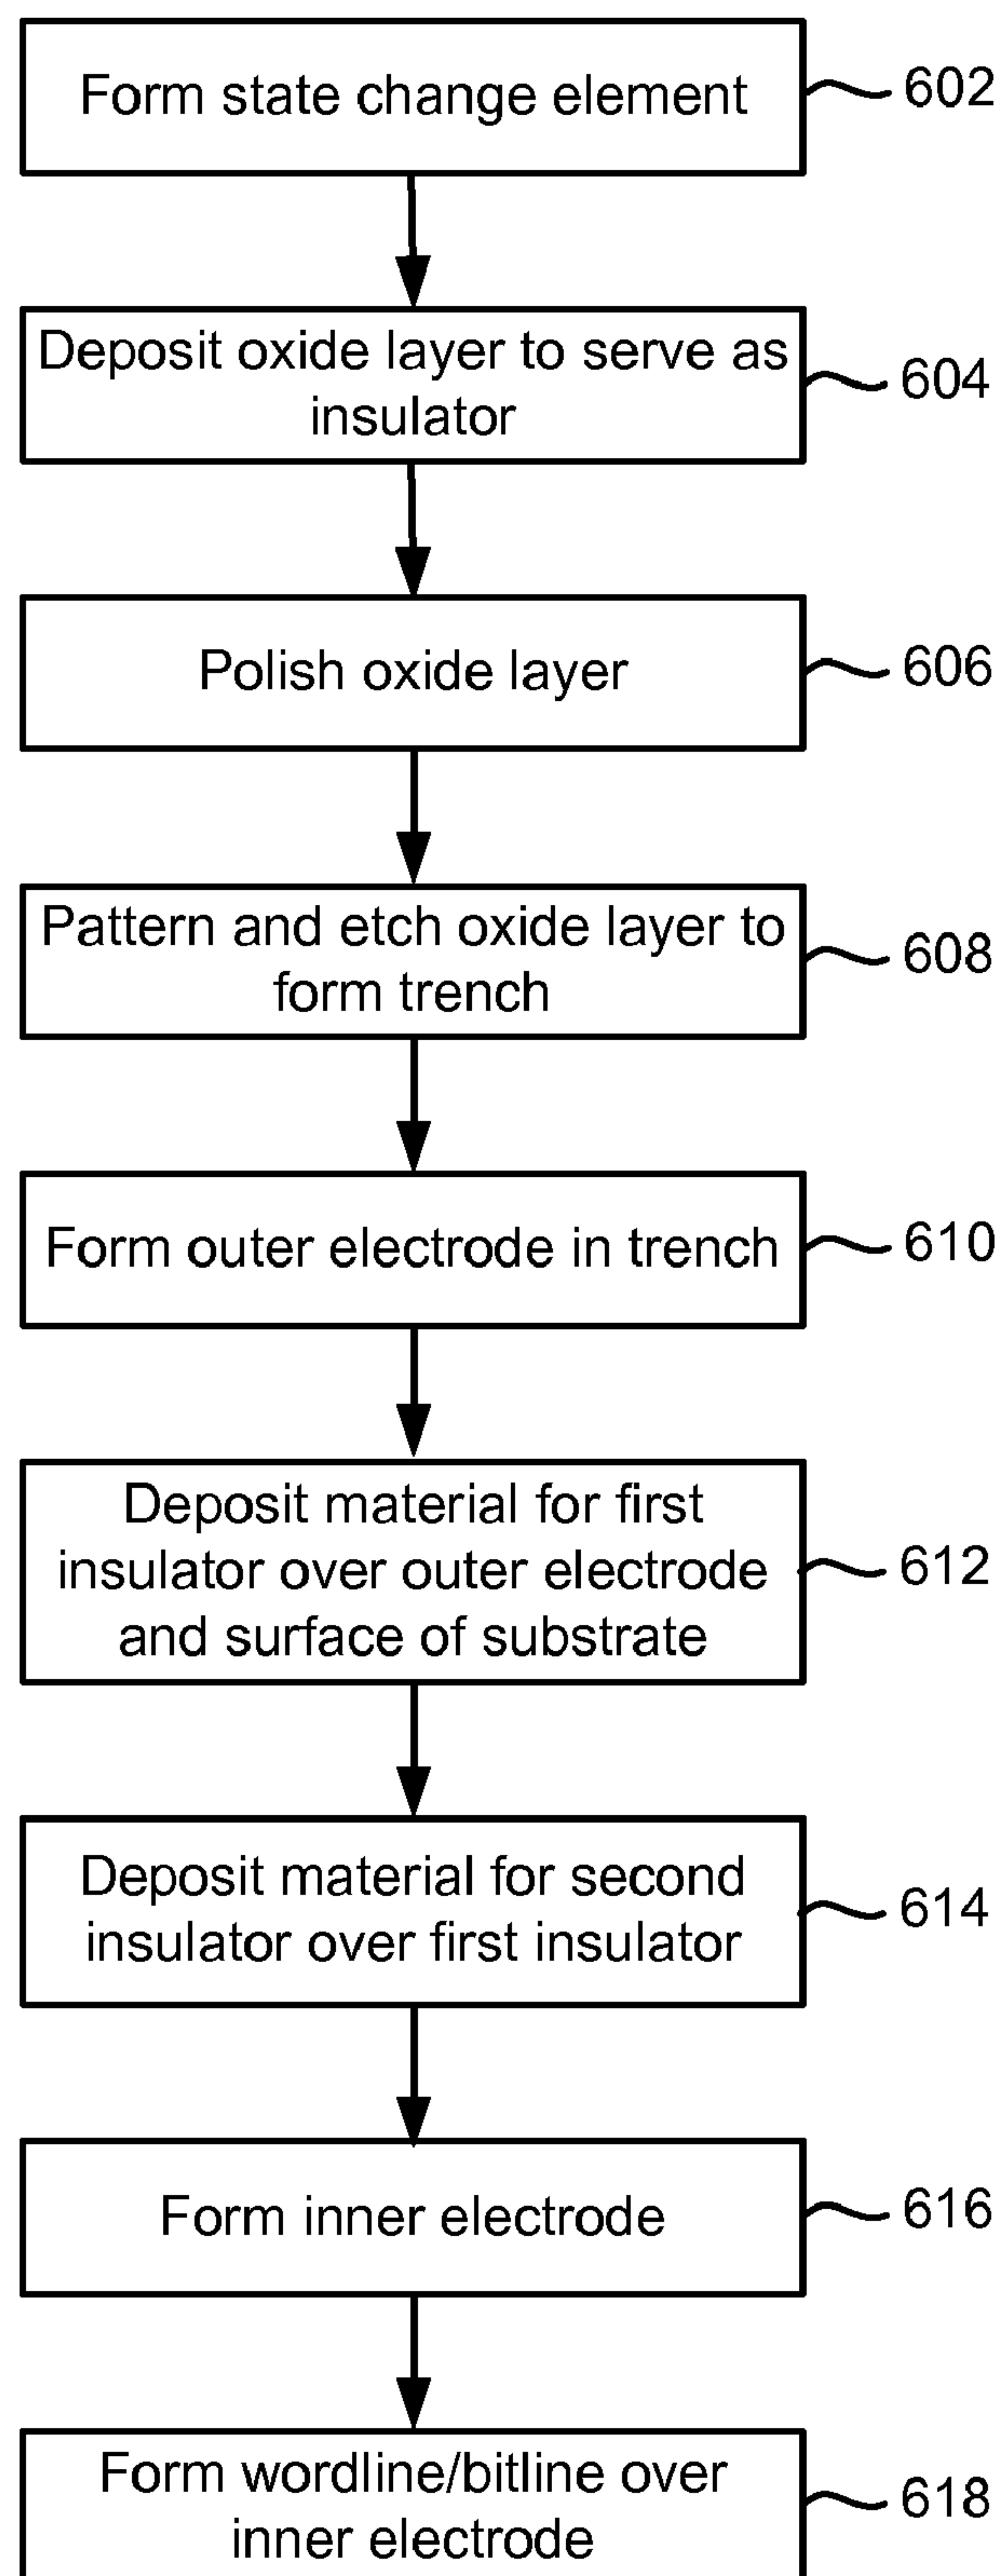 Form state change element
602
Deposit oxide layer to serve as
insulator
604
Polish oxide layer
606
Pattern and etch oxide layer to
form trench
608
Form outer electrode in trench
610
Deposit material for first
insulator over outer electrode
and surface of substrate
612
Deposit material for second
insulator over first insulator
614
Form inner electrode
616
Form wordline/bitline over
inner electrode
618